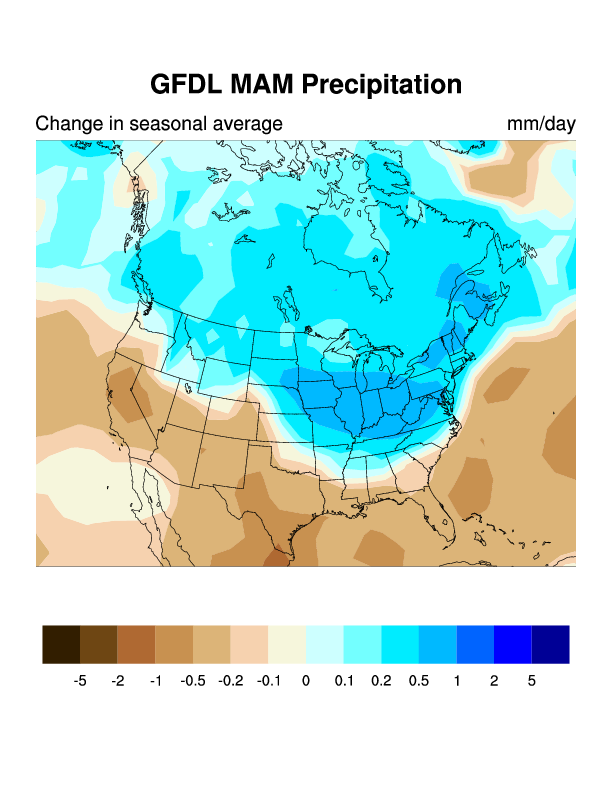 GFDL MAM Precipitation
Change in seasonal average mm/day
-5 -2 -1 -0.5 -0.2 -0.1 0 0.1 0.2 0.5 1 2 5